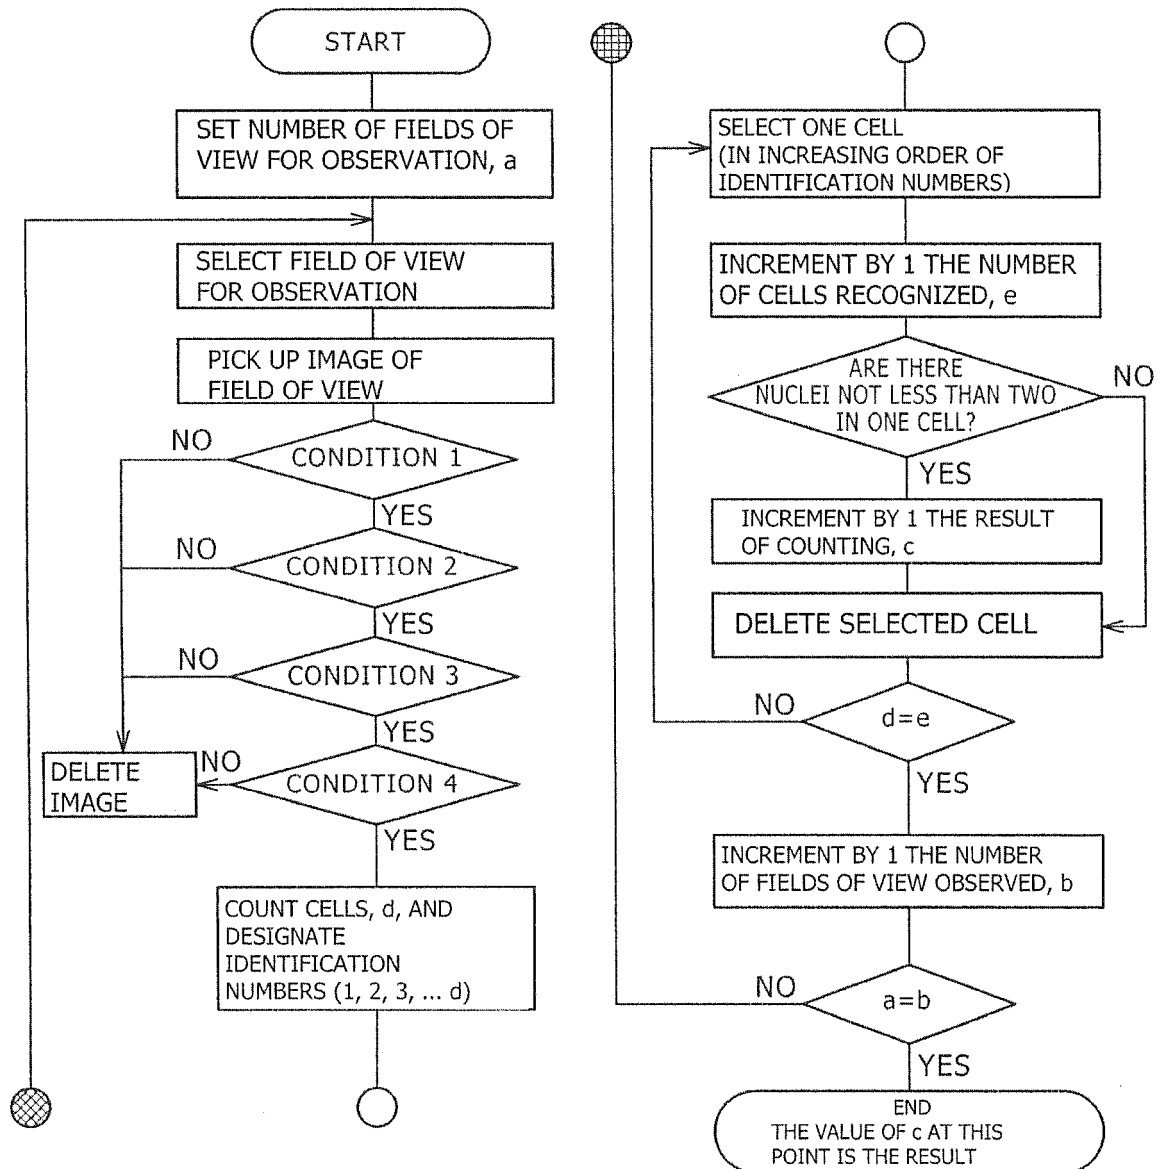 START
SET NUMBER OF FIELDS OF
VIEW FOR OBSERVATION, a
SELECT FIELD OF VIEW
FOR OBSERVATION
PICK UP IMAGE OF
FIELD OF VIEW
NO
CONDITION 1
YES
NO
CONDITION 2
YES
NO
CONDITION 3
YES
DELETE
IMAGE
NO
CONDITION 4
YES
COUNT CELLS, d, AND
DESIGNATE
IDENTIFICATION
NUMBERS (1, 2, 3, ... d)
SELECT ONE CELL
(IN INCREASING ORDER OF
IDENTIFICATION NUMBERS)
INCREMENT BY 1 THE NUMBER
OF CELLS RECOGNIZED, e
ARE THERE
NUCLEI NOT LESS THAN TWO
IN ONE CELL?
NO
YES
INCREMENT BY 1 THE RESULT
OF COUNTING, c
DELETE SELECTED CELL
NO
d=e
YES
INCREMENT BY 1 THE NUMBER
OF FIELDS OF VIEW OBSERVED, b
NO
a=b
YES
END
THE VALUE OF c AT THIS
POINT IS THE RESULT